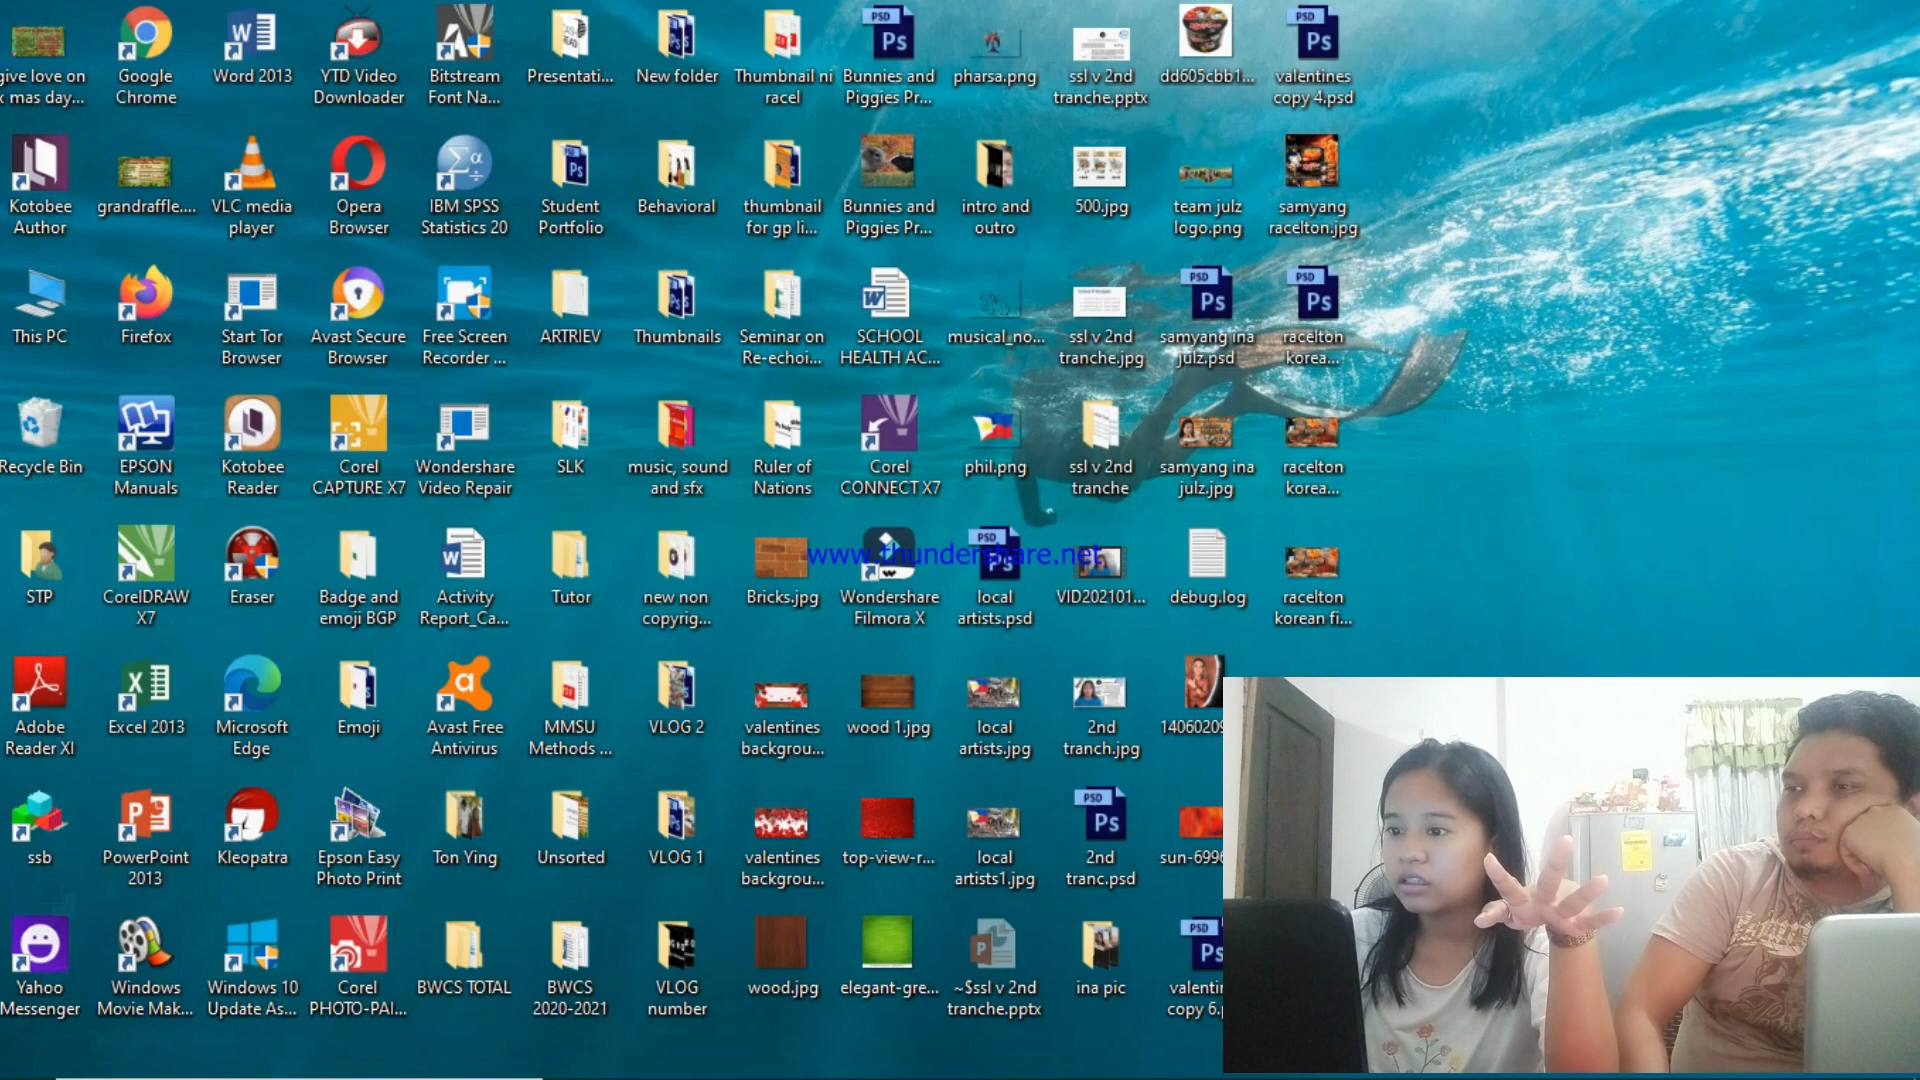 give love on
x mas day...
Google
Chrome
Word 2013
YTD Video
Downloader
Bitstream
Font Na...
Presentati...
New folder
Thumbnail ni
racel
Bunnies and
Piggies Pr...
pharsa.png
ssl v 2nd
tranche.pptx
dd605cbb1...
valentines
copy 4.psd
Kotobee
Author
grandraffle....
VLC media
player
Opera
Browser
IBM SPSS
Statistics 20
Student
Portfolio
Behavioral
thumbnail
for gp li...
Bunnies and
Piggies Pr...
intro and
outro
500.jpg
team julz
logo.png
samyang
racelton.jpg
This PC
Firefox
Start Tor
Browser
Avast Secure
Browser
Free Screen
Recorder ...
ARTRIEV
Thumbnails
Seminar on
Re-echoi...
SCHOOL
HEALTH AC...
musical_no...
ssl v 2nd
tranche.jpg
samyang ina
julz.psd
racelton
korea...
Recycle Bin
EPSON
Manuals
Kotobee
Reader
Corel
CAPTURE X7
Wondershare
Video Repair
SLK
music, sound
and sfx
Ruler of
Nations
Corel
CONNECT X7
phil.png
ssl v 2nd
tranche
samyang ina
julz.jpg
racelton
korea...
www.thundershare.net
STP
CorelDRAW
X7
Eraser
Badge and
emoji BGP
Activity
Report_Ca...
Tutor
new non
copyrig...
Bricks.jpg
Wondershare
Filmora X
local
artists.psd
VID202101...
debug.log
racelton
korean fi...
Adobe
Reader XI
Excel 2013
Microsoft
Edge
Emoji
Avast Free
Antivirus
MMSU
Methods ...
VLOG 2
valentines
backgrou...
wood 1.jpg
local
artists.jpg
2nd
tranch.jpg
14060209
ssb
PowerPoint
2013
Kleopatra
Epson Easy
Photo Print
Ton Ying
Unsorted
VLOG 1
valentines
backgrou...
top-view-r...
local
artists1.jpg
2nd
tranc.psd
sun-6996
Yahoo
Messenger
Windows
Movie Mak...
Windows 10
Update As...
Corel
PHOTO-PAI...
BWCS TOTAL
BWCS
2020-2021
VLOG
number
wood.jpg
elegant-gre...
~$ssl v 2nd
tranche.pptx
ina pic
valentin
copy 6.p